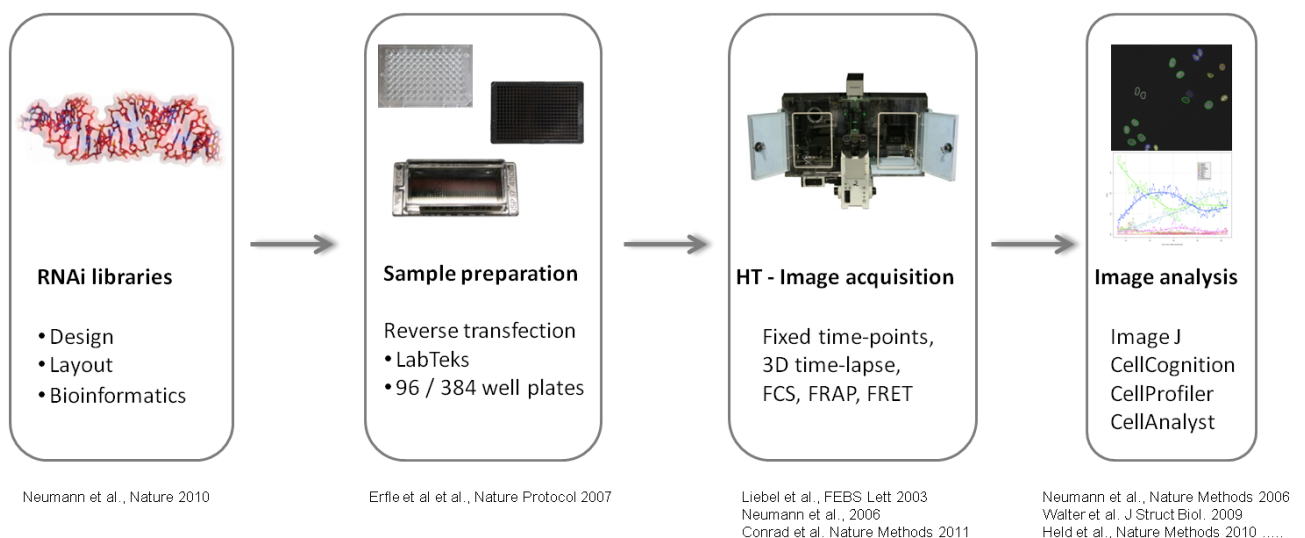 RNAi libraries
• Design
• Layout
• Bioinformatics
Neumann et al., Nature 2010
Sample preparation
Reverse transfection
• LabTeks
• 96 / 384 well plates
Erfle et al et al., Nature Protocol 2007
HT - Image acquisition
Fixed time-points,
3D time-lapse,
FCS, FRAP, FRET
Liebel et al., FEBS Lett 2003
Neumann et al., 2006
Conrad et al. Nature Methods 2011
Image analysis
Image J
CellCognition
CellProfiler
CellAnalyst
Neumann et al., Nature Methods 2006
Walter et al. J Struct Biol. 2009
Held et al., Nature Methods 2010 .....